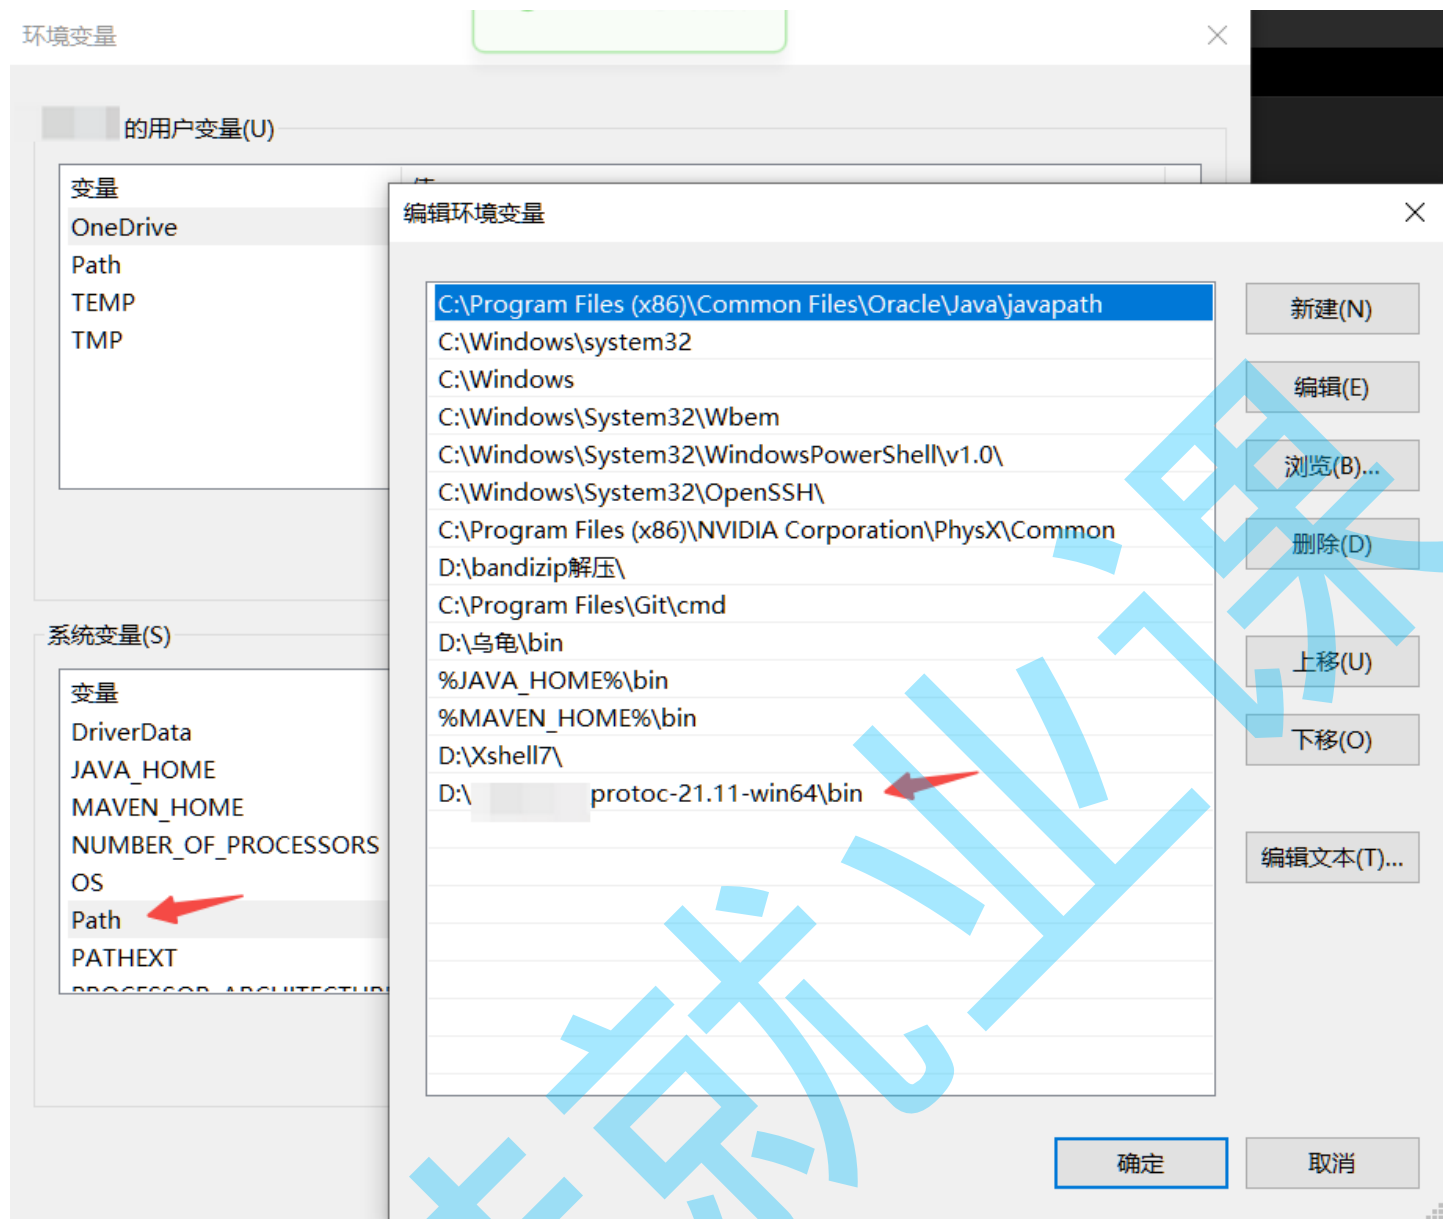 环境变量
的用户变量(U)
变量
OneDrive
Path
TEMP
TMP
系统变量(S)
变量
DriverData
JAVA_HOME
MAVEN_HOME
NUMBER_OF_PROCESSORS
OS
Path
PATHEXT
编辑环境变量
C:\Program Files (x86)\Common Files\Oracle\Java\javapath
C:\Windows\system32
C:\Windows
C:\Windows\System32\Wbem
C:\Windows\System32\WindowsPowerShell\v1.0\
C:\Windows\System32\OpenSSH\
C:\Program Files (x86)\NVIDIA Corporation\PhysX\Common
D:\bandizip解压\
C:\Program Files\Git\cmd
D:\乌龟\bin
%JAVA_HOME%\bin
%MAVEN_HOME%\bin
D:\Xshell7\
D:\ protoc-21.11-win64\bin
新建(N)
编辑(E)
浏览(B)...
删除(D)
上移(U)
下移(O)
编辑文本(T)...
确定
取消
就业课